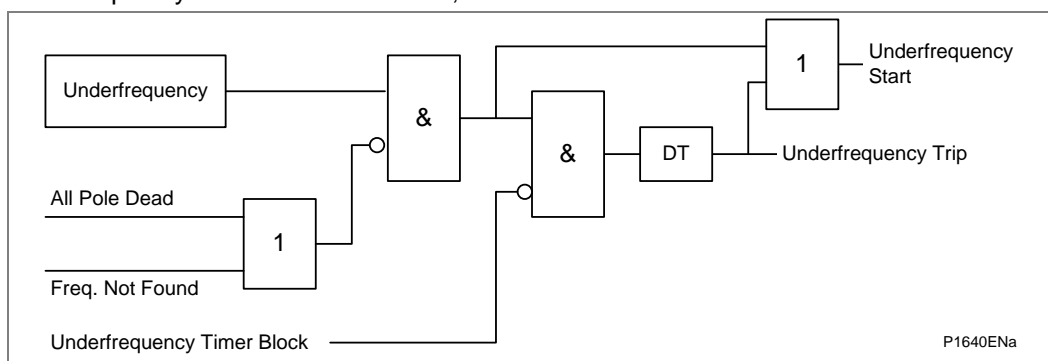 Underfrequency
&
&
1
Underfrequency
Start
DT
Underfrequency Trip
All Pole Dead
1
Freq. Not Found
Underfrequency Timer Block
P1640ENa